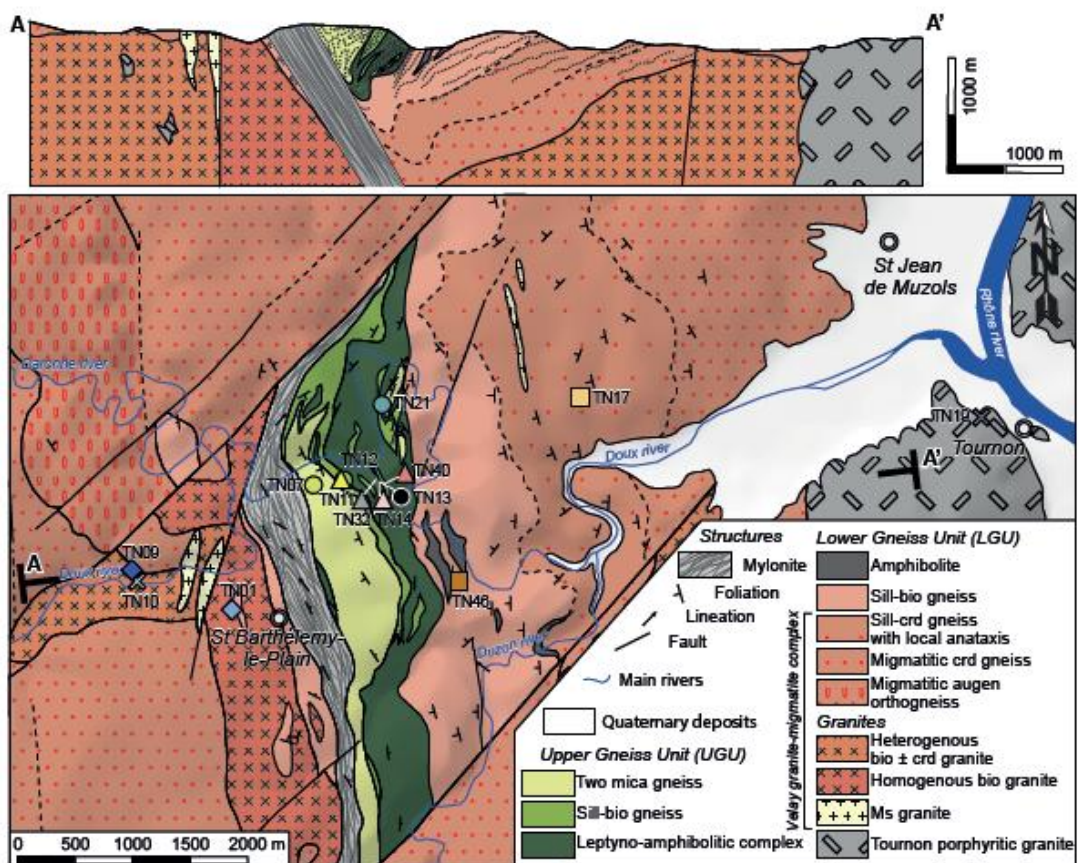 A
A'
1000 m
1000 m
N
St Jean
de Muzols
Rhône river
Daronne river
TN17
TN21
TN19
Tournon
Doux river
A'
TN12
TN40
TN07
TN11
TN13
TN32
TN14
A
TN09
Doux river
TN10
TN01
TN46
St Barthélemy-
le-Plain
Duzon river
Structures
Mylonite
Foliation
Lineation
Fault
Main rivers
Quaternary deposits
Upper Gneiss Unit (UGU)
Two mica gneiss
Sill-bio gneiss
Leptyno-amphibolitic complex
Lower Gneiss Unit (LGU)
Amphibolite
Sill-bio gneiss
Sill-crd gneiss
with local anataxis
Migmatitic crd gneiss
Migmatitic augen
orthogneiss
Granites
Heterogenous
bio ± crd granite
Homogenous bio granite
Ms granite
Tournon porphyritic granite
Velay granite-migmatite complex
0 500 1000 1500 2000 m